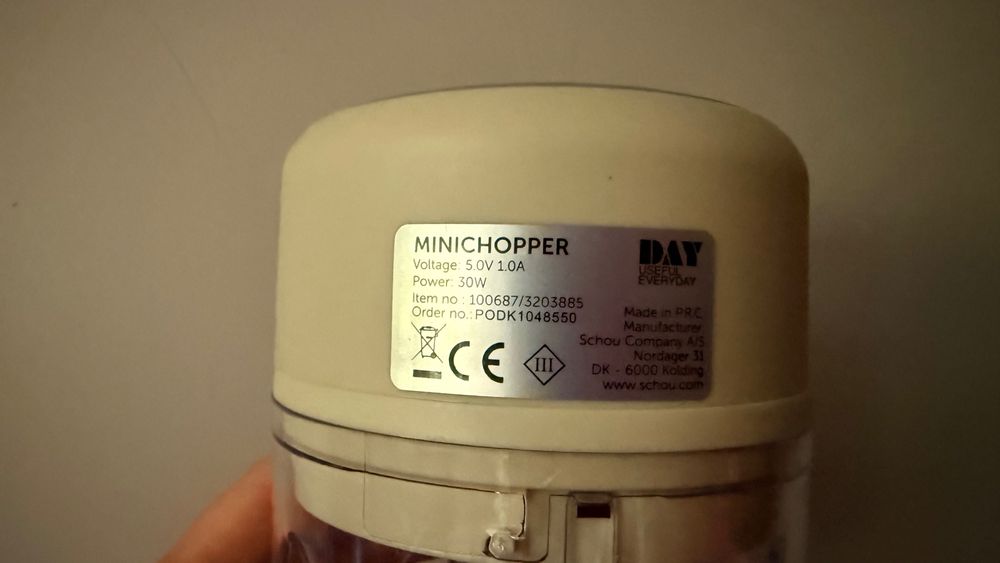 MINICHOPPER
Voltage: 5.0V 1.0A
Power: 30W
Item no.: 100687/3203885
Order no.:PODK1048550
CE
III
DAY
USEFUL
EVERYDAY
Made in P.R.C.
Manufacturer:
Schou Company A/S
Nordager 31
DK - 6000 Kolding
www.schou.com